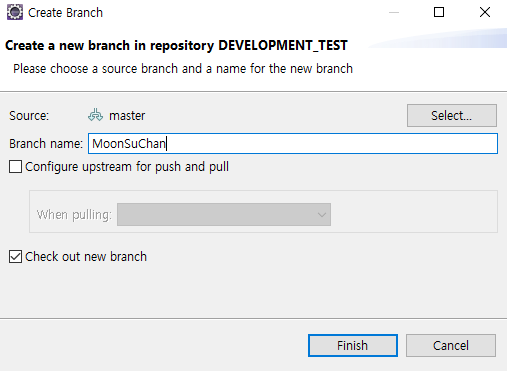 Create Branch
Create a new branch in repository DEVELOPMENT_TEST
Please choose a source branch and a name for the new branch
Source: master Select...
Branch name: MoonSuChan
Configure upstream for push and pull
When pulling:
Check out new branch
Finish Cancel